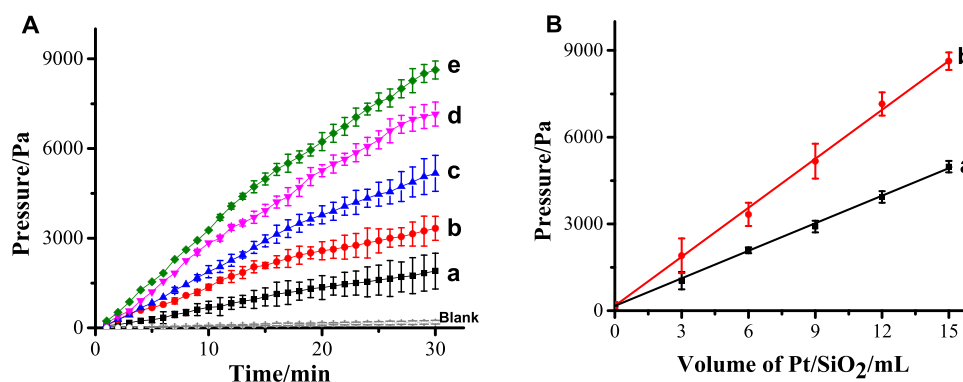 A
Pressure/Pa
9000
6000
3000
0
0
10
20
30
Time/min
e
d
c
b
a
Blank
B
Pressure/Pa
9000
6000
3000
0
0
3
6
9
12
15
Volume of Pt/SiO2/mL
b
a